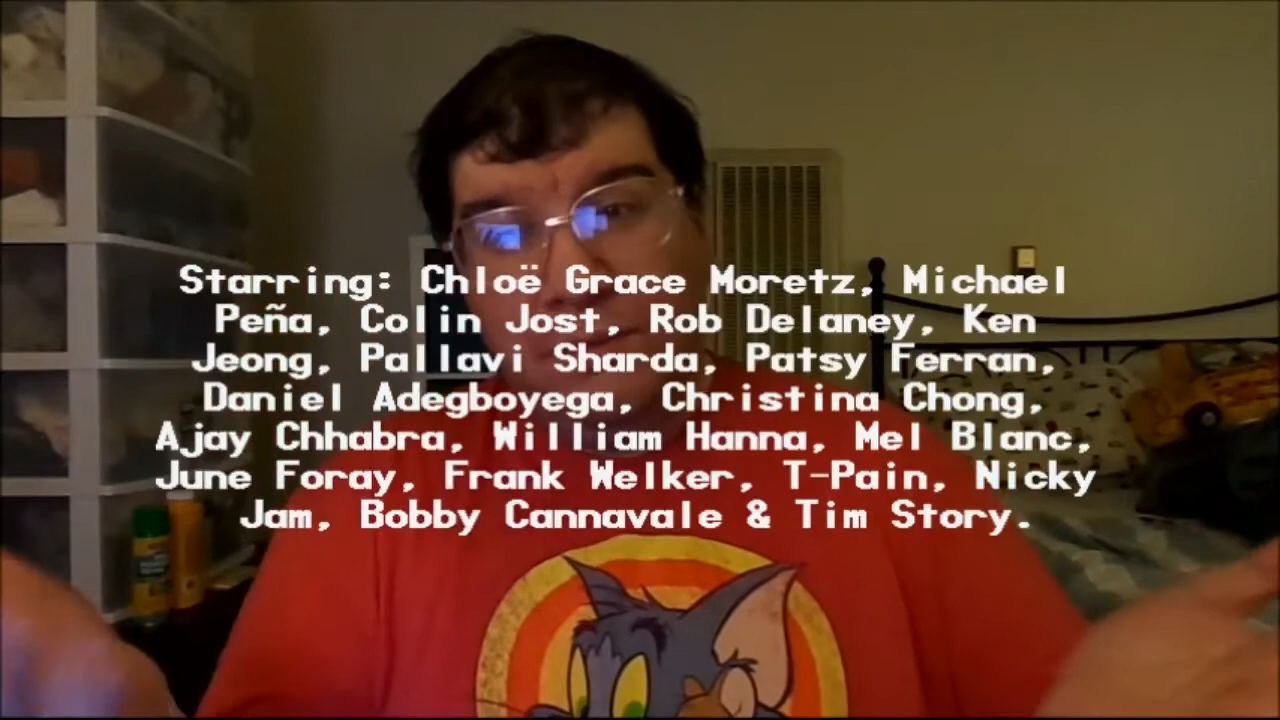 Starring: Chloë Grace Moretz, Michael
Peña, Colin Jost, Rob Delaney, Ken
Jeong, Pallavi Sharda, Patsy Ferran,
Daniel Adegboyega, Christina Chong,
Ajay Chhabra, William Hanna, Mel Blanc,
June Foray, Frank Welker, T-Pain, Nicky
Jam, Bobby Cannavale & Tim Story.